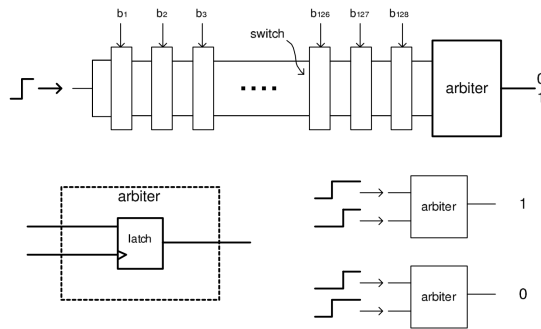 b1 b2 b3 b126 b127 b128
switch
arbiter
0
1
arbiter
latch
arbiter 1
arbiter 0